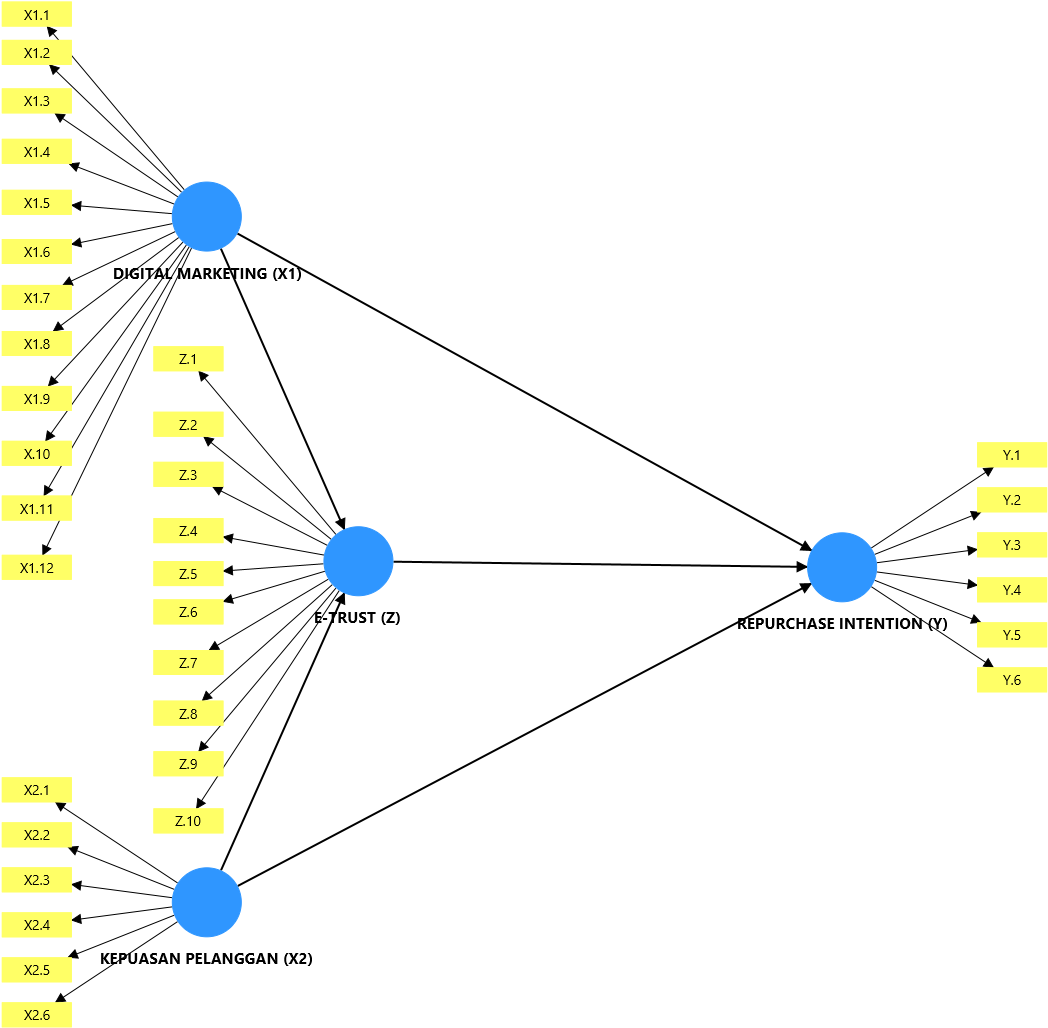 X1.1
X1.2
X1.3
X1.4
X1.5
X1.6
DIGITAL MARKETING (X1)
X1.7
X1.8
X1.9
X.10
X1.11
X1.12
Z.1
Z.2
Z.3
Z.4
Z.5
Z.6
E-TRUST (Z)
Z.7
Z.8
Z.9
Z.10
Y.1
Y.2
Y.3
Y.4
REPURCHASE INTENTION (Y)
Y.5
Y.6
X2.1
X2.2
X2.3
X2.4
KEPUASAN PELANGGAN (X2)
X2.5
X2.6